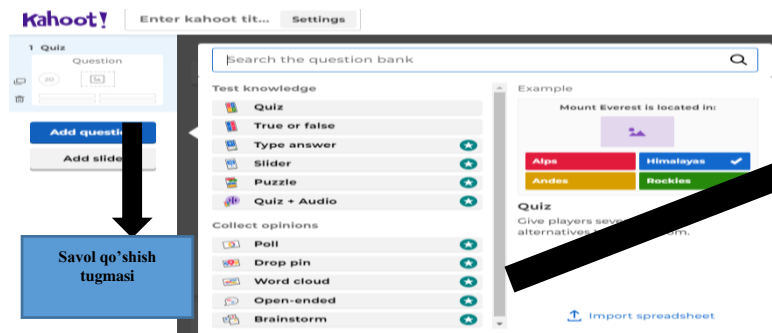 Kahoot!
Enter kahoot tit...
Settings
1 Quiz
Question
20
Add question
Add slide
Savol qo'shish
tugmasi
Search the question bank
Test knowledge
Quiz
True or false
Type answer
Slider
Puzzle
Quiz + Audio
Collect opinions
Poll
Drop pin
Word cloud
Open-ended
Brainstorm
Example
Mount Everest is located in:
Alps
Himalayas
Andes
Rockies
Quiz
Give players
alternatives
Import spreadsheet